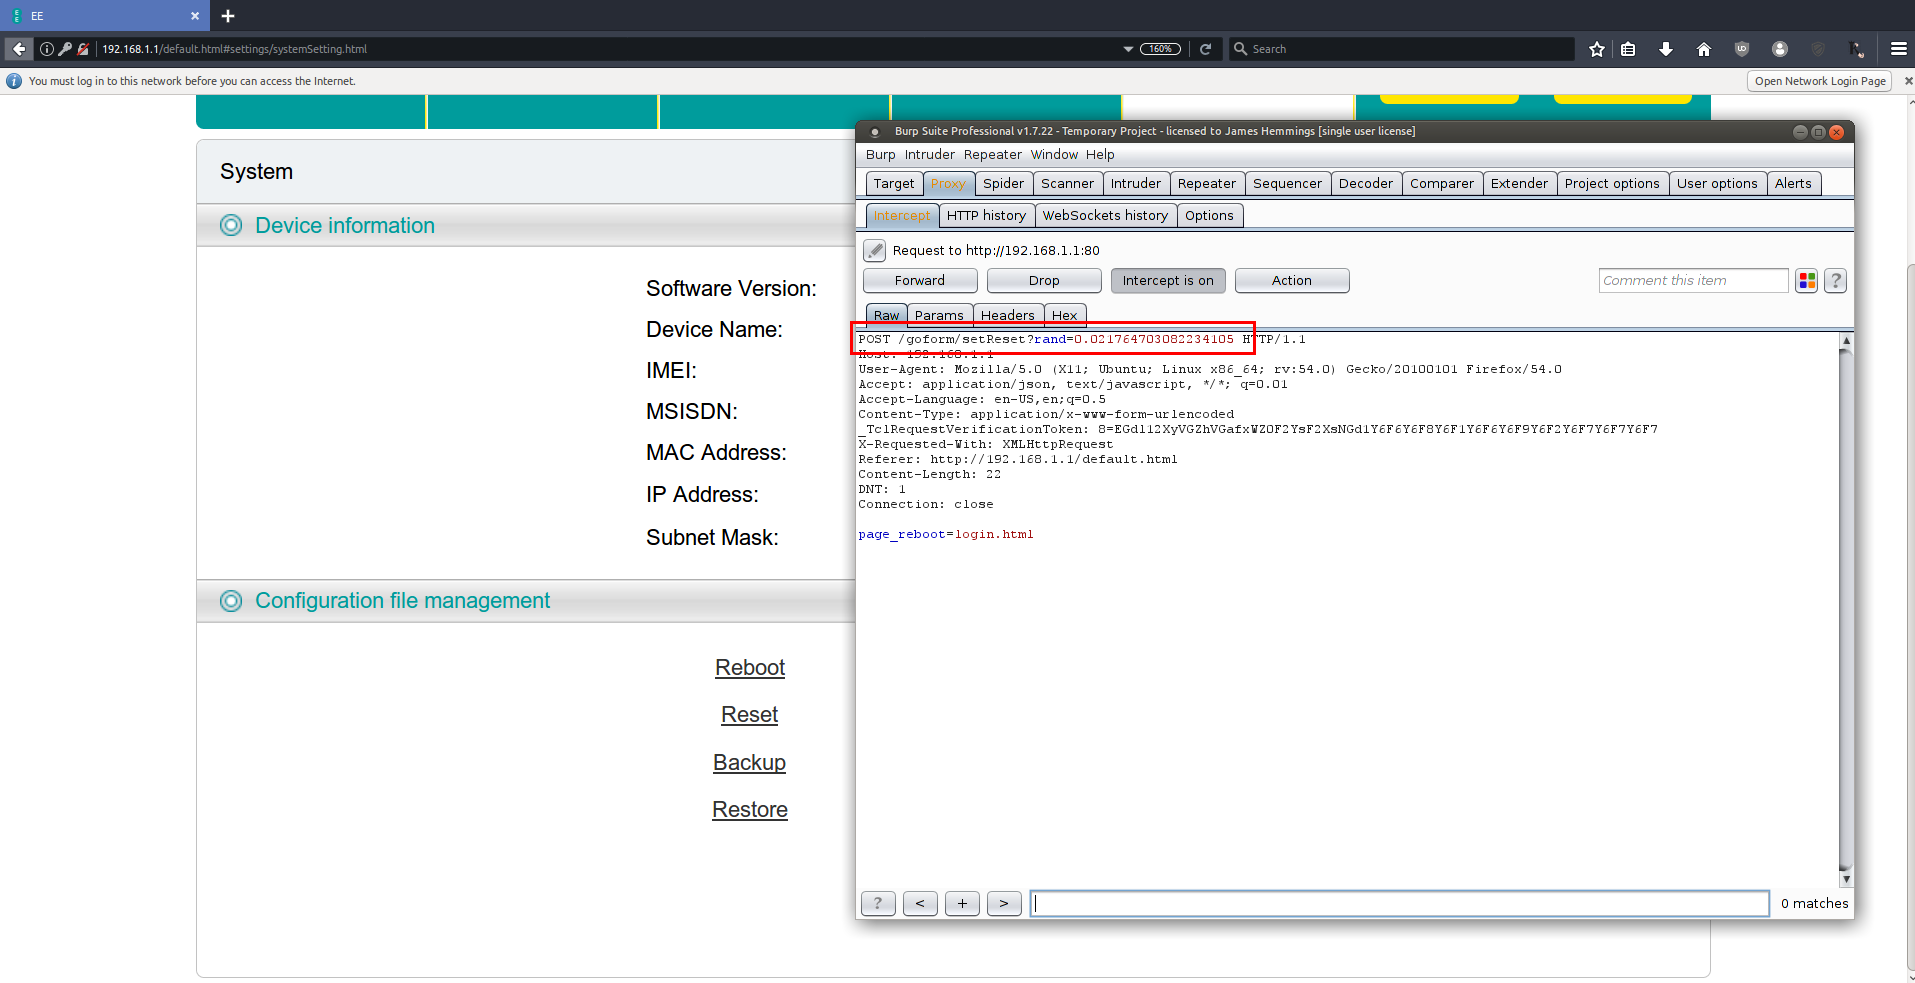 EE
192.168.1.1/default.html#settings/systemSetting.html
160%
Search
You must log in to this network before you can access the Internet.
Open Network Login Page
System
Device information
Software Version:
Device Name:
IMEI:
MSISDN:
MAC Address:
IP Address:
Subnet Mask:
Configuration file management
Reboot
Reset
Backup
Restore
Burp Suite Professional v1.7.22 - Temporary Project - licensed to James Hemmings [single user license]
Burp Intruder Repeater Window Help
Target Proxy Spider Scanner Intruder Repeater Sequencer Decoder Comparer Extender Project options User options Alerts
Intercept HTTP history WebSockets history Options
Request to http://192.168.1.1:80
Forward Drop Intercept is on Action Comment this item ?
Raw Params Headers Hex
POST /goform/setReset?rand=0.021764703082234105 HTTP/1.1
Host: 192.168.1.1
User-Agent: Mozilla/5.0 (X11; Ubuntu; Linux x86_64; rv:54.0) Gecko/20100101 Firefox/54.0
Accept: application/json, text/javascript, */*; q=0.01
Accept-Language: en-US,en;q=0.5
Content-Type: application/x-www-form-urlencoded
_TclRequestVerificationToken: 8=EGdl12XyVGZhVGafxWZ0F2YsF2XsNGd1Y6F6Y6F8Y6F1Y6F6Y6F9Y6F2Y6F7Y6F7Y6F7
X-Requested-With: XMLHttpRequest
Referer: http://192.168.1.1/default.html
Content-Length: 22
DNT: 1
Connection: close
page_reboot=login.html
? < + > 0 matches